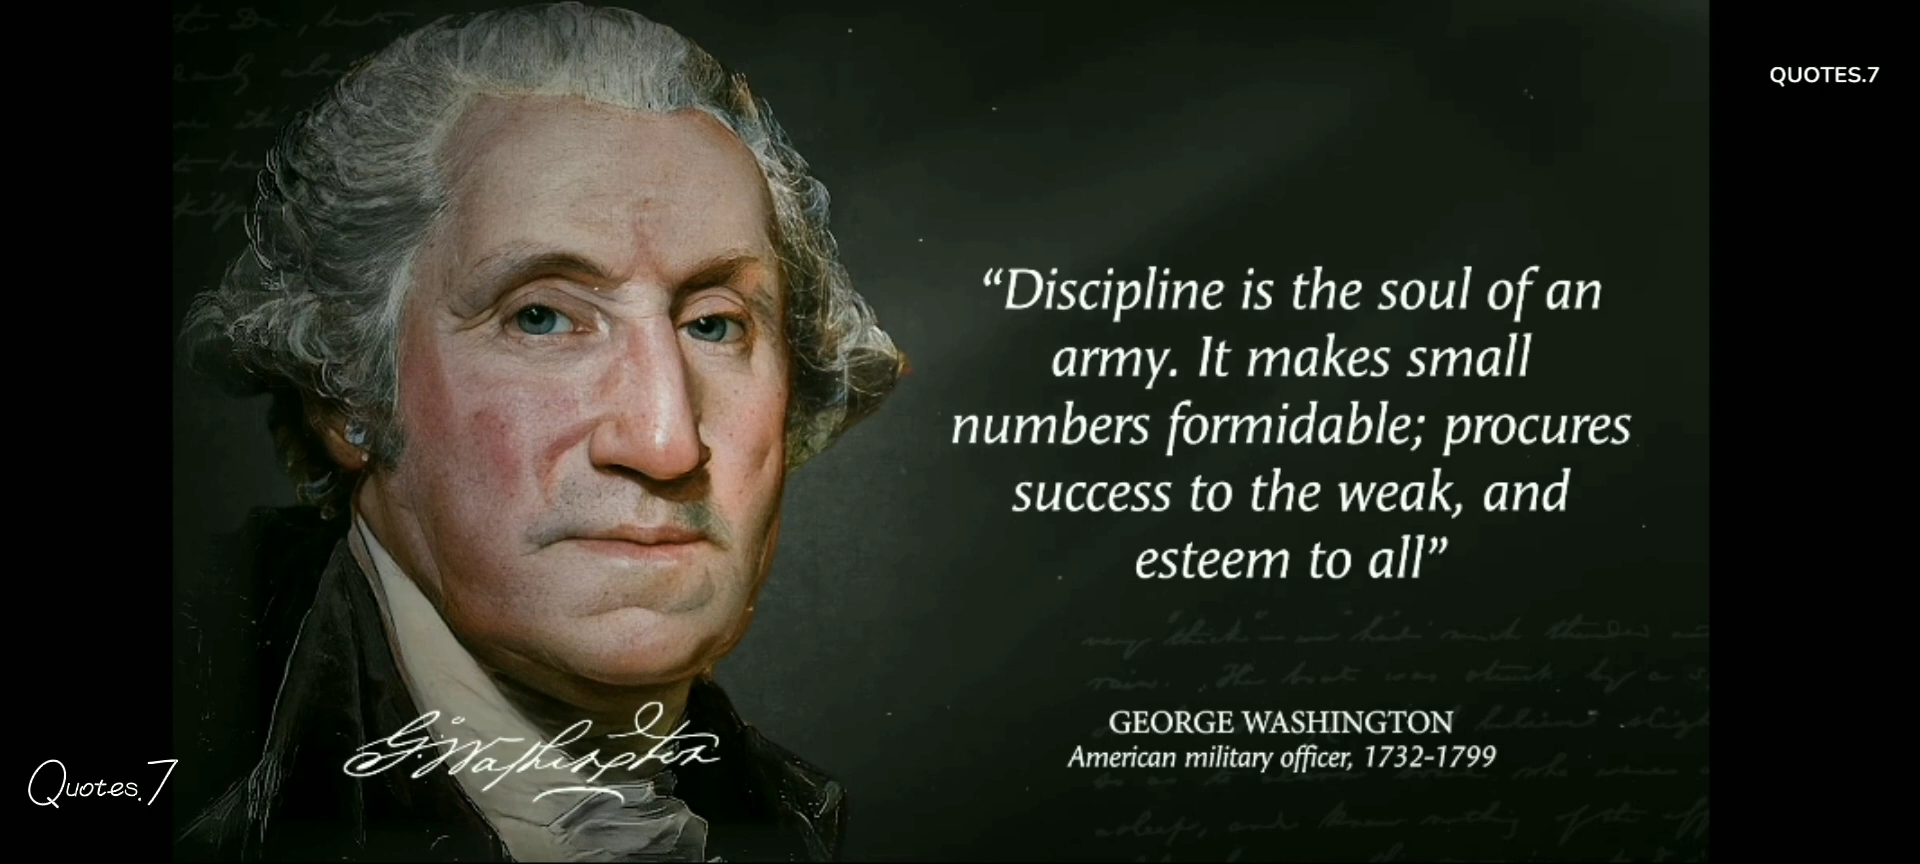 QUOTES.7
“Discipline is the soul of an
army. It makes small
numbers formidable; procures
success to the weak, and
esteem to all”
GEORGE WASHINGTON
American military officer, 1732-1799
G. Washington
Quotes.7